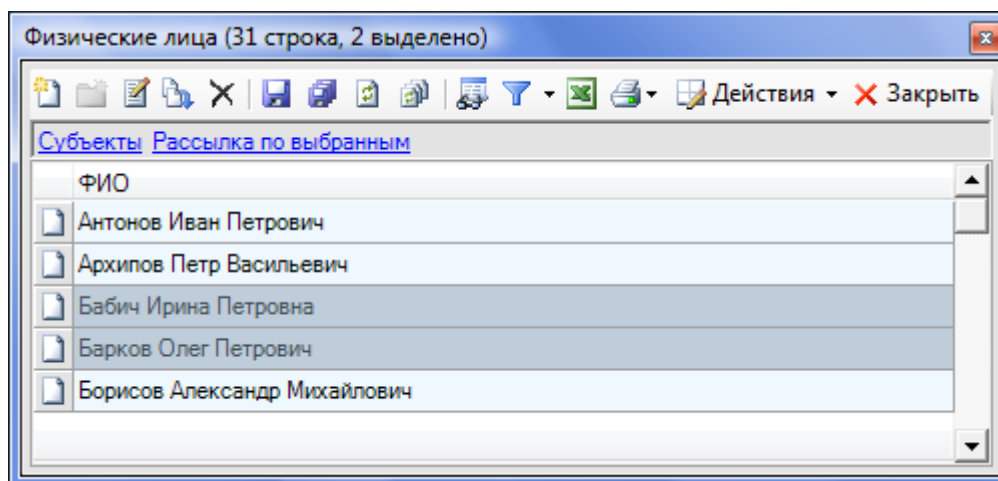 Физические лица (31 строка, 2 выделено)
Действия Закрыть
Субъекты Рассылка по выбранным
ФИО
Антонов Иван Петрович
Архипов Петр Васильевич
Бабич Ирина Петровна
Барков Олег Петрович
Борисов Александр Михайлович